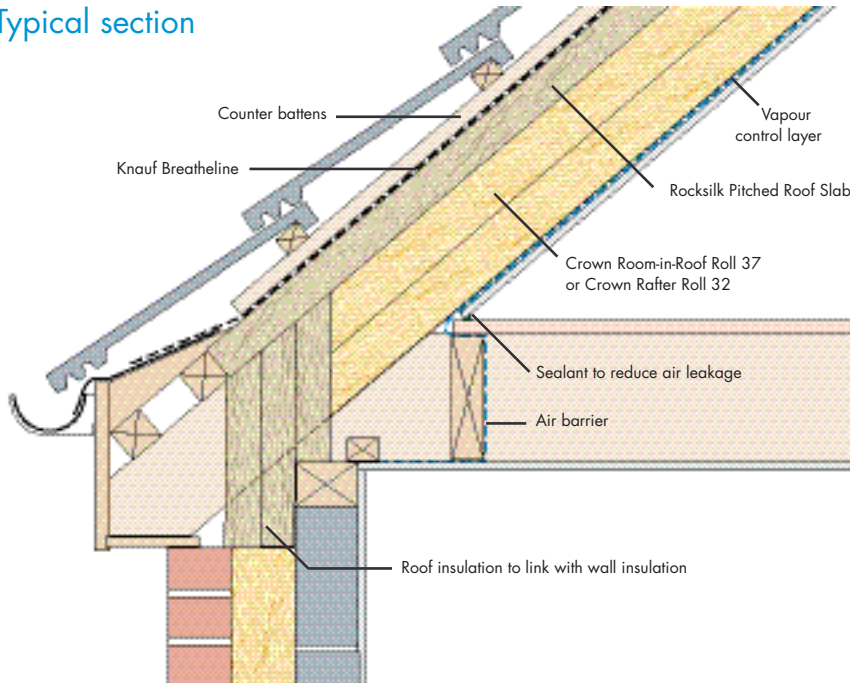 Typical section
Counter battens
Vapour
control layer
Knauf Breatheline
Rocksilk Pitched Roof Slab
Crown Room-in-Roof Roll 37
or Crown Rafter Roll 32
Sealant to reduce air leakage
Air barrier
Roof insulation to link with wall insulation